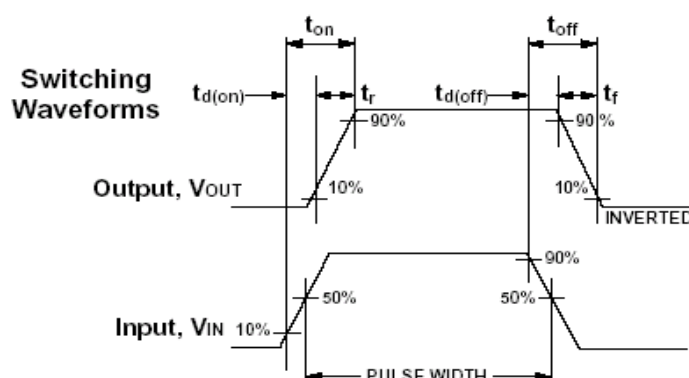 ton
toff
Switching
Waveforms
td(on)
tr
td(off)
tf
90%
90%
Output, VOUT
10%
10%
INVERTED
90%
50%
50%
Input, VIN
10%
PULSE WIDTH